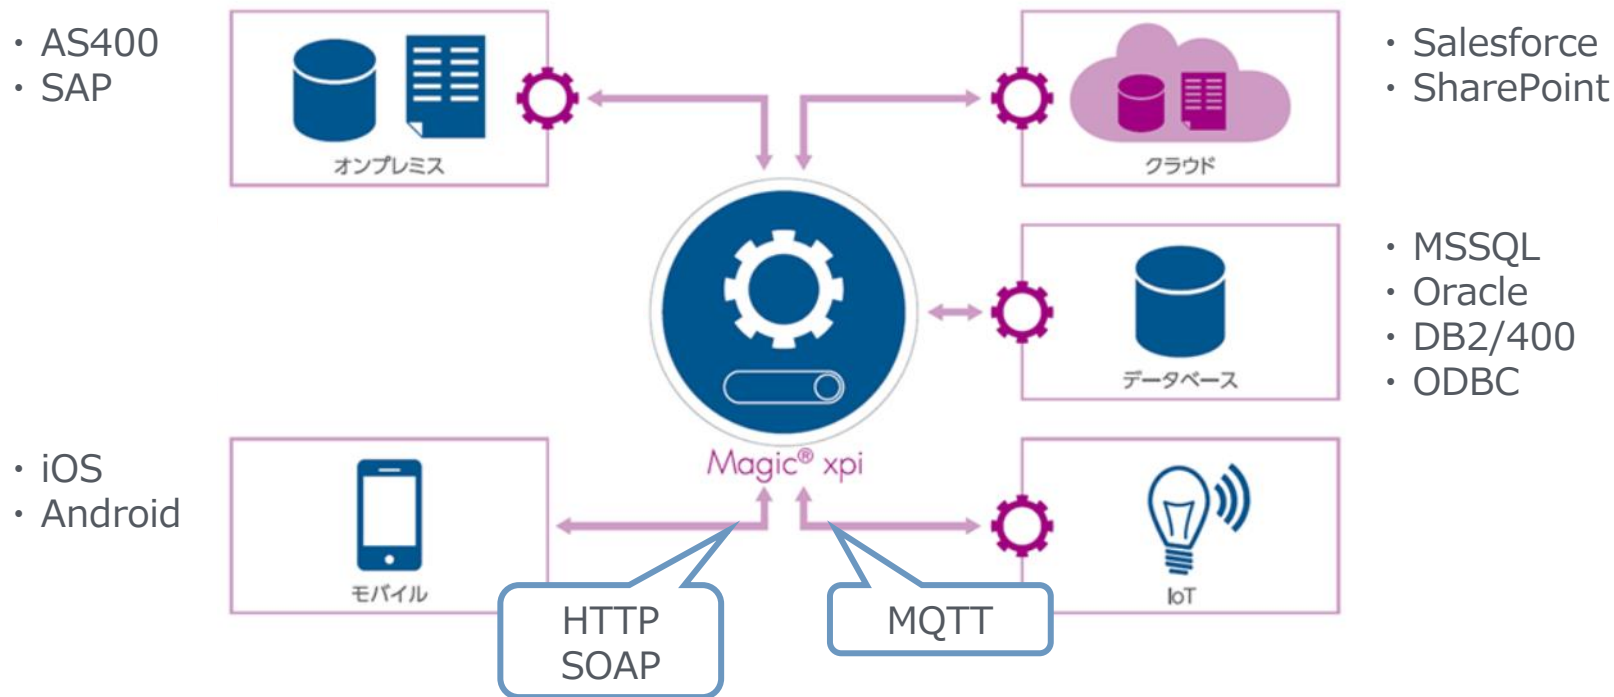 ・AS400
・SAP
オンプレミス
クラウド
・Salesforce
・SharePoint
データベース
・MSSQL
・Oracle
・DB2/400
・ODBC
Magic® xpi
・iOS
・Android
モバイル
IoT
HTTP
SOAP
MQTT